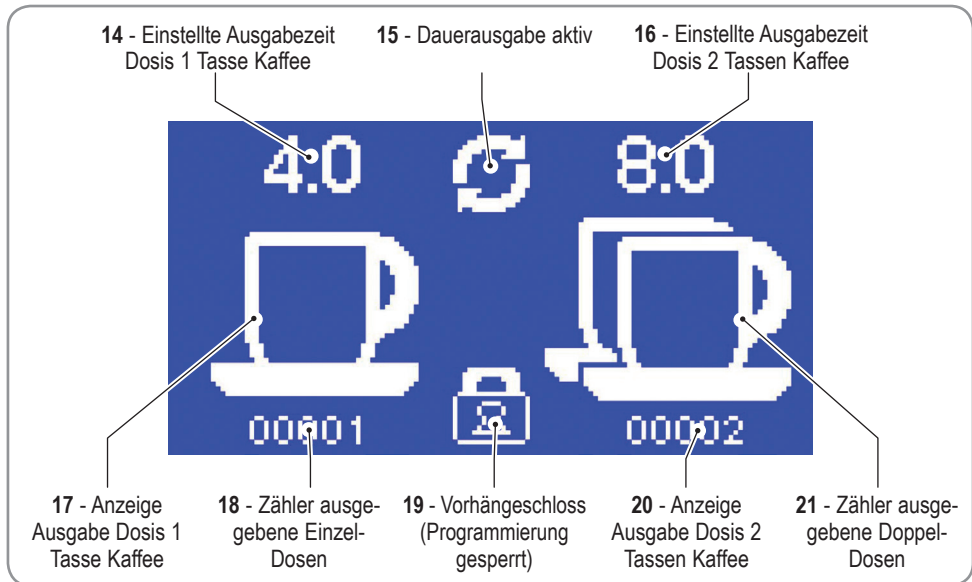 14 - Einstellte Ausgabezeit
Dosis 1 Tasse Kaffee
15 - Dauerausgabe aktiv
16 - Einstellte Ausgabezeit
Dosis 2 Tassen Kaffee
4.0
8.0
00001
00002
17 - Anzeige
Ausgabe Dosis 1
Tasse Kaffee
18 - Zähler ausge-
gebene Einzel-
Dosen
19 - Vorhängeschloss
(Programmierung
gesperrt)
20 - Anzeige
Ausgabe Dosis 2
Tassen Kaffee
21 - Zähler ausge-
gebene Doppel-
Dosen